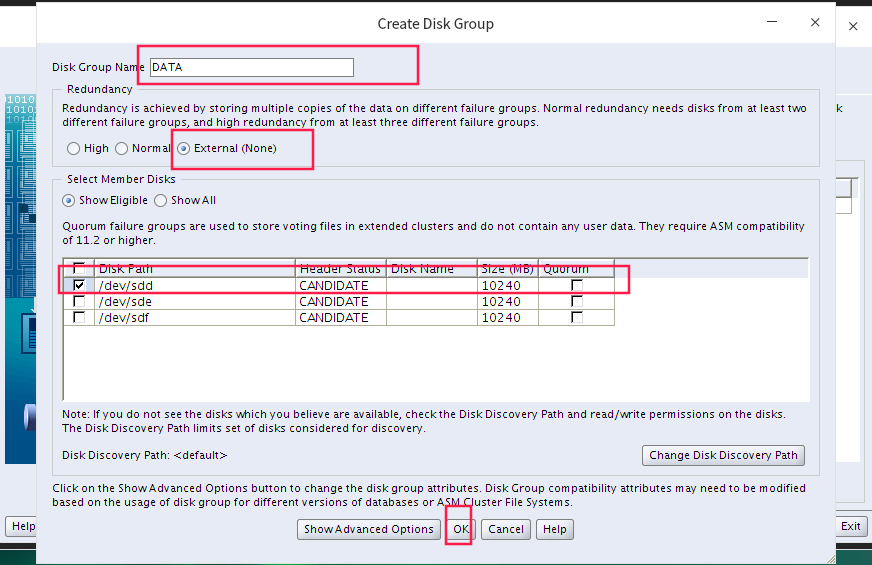 Create Disk Group
Disk Group Name DATA
Redundancy
Redundancy is achieved by storing multiple copies of the data on different failure groups. Normal redundancy needs disks from at least two
different failure groups, and high redundancy from at least three different failure groups.
High Normal External (None)
Select Member Disks
Show Eligible Show All
Quorum failure groups are used to store voting files in extended clusters and do not contain any user data. They require ASM compatibility
of 11.2 or higher.
Disk Path Header Status Disk Name Size (MB) Quorum
/dev/sdd CANDIDATE 10240
/dev/sde CANDIDATE 10240
/dev/sdf CANDIDATE 10240
Note: If you do not see the disks which you believe are available, check the Disk Discovery Path and read/write permissions on the disks.
The Disk Discovery Path limits set of disks considered for discovery.
Disk Discovery Path: <default> Change Disk Discovery Path
Click on the Show Advanced Options button to change the disk group attributes. Disk Group compatibility attributes may need to be modified
based on the usage of disk group for different versions of databases or ASM Cluster File Systems.
Help Show Advanced Options OK Cancel Help Exit